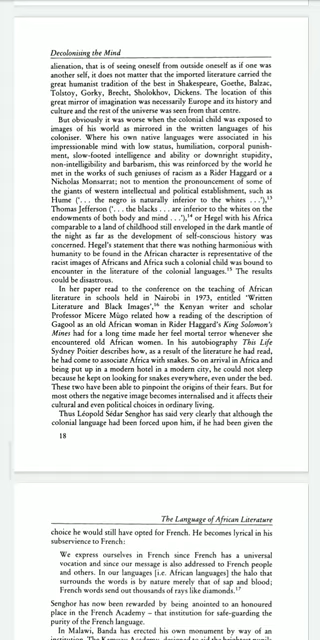 Decolonising the Mind
alienation, that is of seeing oneself from outside oneself as if one was
another self, it does not matter that the imported literature carried the
great humanist tradition of the best in Shakespeare, Goethe, Balzac,
Tolstoy, Gorky, Brecht, Sholokhov, Dickens. The location of this
great mirror of imagination was necessarily Europe and its history and
culture and the rest of the universe was seen from that centre.
But obviously it was worse when the colonial child was exposed to
images of his world as mirrored in the written languages of his
coloniser. Where his own native languages were associated in his
impressionable mind with low status, humiliation, corporal punish-
ment, slow-footed intelligence and ability or downright stupidity,
non-intelligibility and barbarism, this was reinforced by the world he
met in the works of such geniuses of racism as a Rider Haggard or a
Nicholas Monsarrat; not to mention the pronouncement of some of
the giants of western intellectual and political establishment, such as
Hume ('. . . the negro is naturally inferior to the whites . . .'),¹³
Thomas Jefferson ('. . . the blacks . . . are inferior to the whites on the
endowments of both body and mind . . .'),¹⁴ or Hegel with his Africa
comparable to a land of childhood still enveloped in the dark mantle of
the night as far as the development of self-conscious history was
concerned. Hegel's statement that there was nothing harmonious with
humanity to be found in the African character is representative of the
racist images of Africans and Africa such a colonial child was bound to
encounter in the literature of the colonial languages.¹⁵ The results
could be disastrous.
In her paper read to the conference on the teaching of African
literature in schools held in Nairobi in 1973, entitled 'Written
Literature and Black Images',¹⁶ the Kenyan writer and scholar
Professor Mĩcere Mũgo related how a reading of the description of
Gagool as an old African woman in Rider Haggard's King Solomon's
Mines had for a long time made her feel mortal terror whenever she
encountered old African women. In his autobiography This Life
Sydney Poitier describes how, as a result of the literature he had read,
he had come to associate Africa with snakes. So on arrival in Africa and
being put up in a modern hotel in a modern city, he could not sleep
because he kept on looking for snakes everywhere, even under the bed.
These two have been able to pinpoint the origins of their fears. But for
most others the negative image becomes internalised and it affects their
cultural and even political choices in ordinary living.
Thus Léopold Sédar Senghor has said very clearly that although the
colonial language had been forced upon him, if he had been given the
18
The Language of African Literature
choice he would still have opted for French. He becomes lyrical in his
subservience to French:
We express ourselves in French since French has a universal
vocation and since our message is also addressed to French people
and others. In our languages [i.e. African languages] the halo that
surrounds the words is by nature merely that of sap and blood;
French words send out thousands of rays like diamonds.¹⁷
Senghor has now been rewarded by being anointed to an honoured
place in the French Academy – that institution for safe-guarding the
purity of the French language.
In Malawi, Banda has erected his own monument by way of an